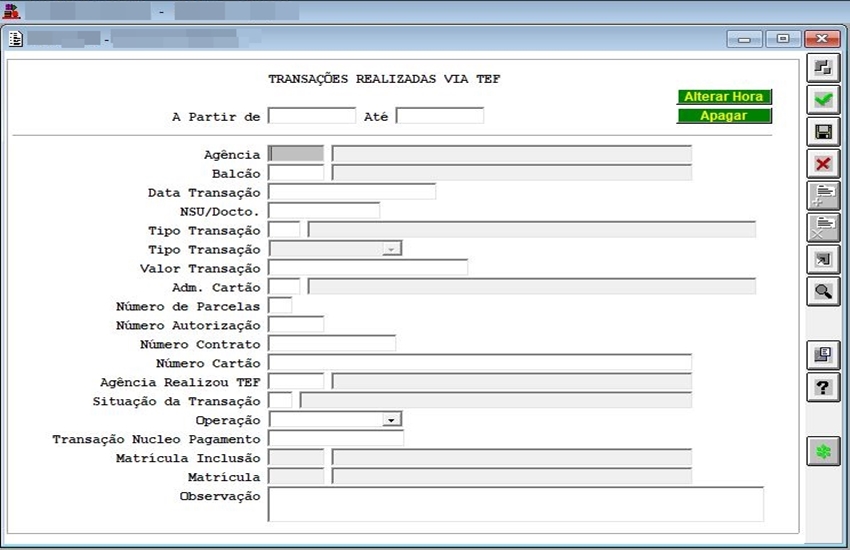 TRANSAÇÕES REALIZADAS VIA TEF
Alterar Hora
A Partir de Até
Apagar
Agência
Balcão
Data Transação
NSU/Docto.
Tipo Transação
Tipo Transação
Valor Transação
Adm. Cartão
Número de Parcelas
Número Autorização
Número Contrato
Número Cartão
Agência Realizou TEF
Situação da Transação
Operação
Transação Nucleo Pagamento
Matrícula Inclusão
Matrícula
Observação